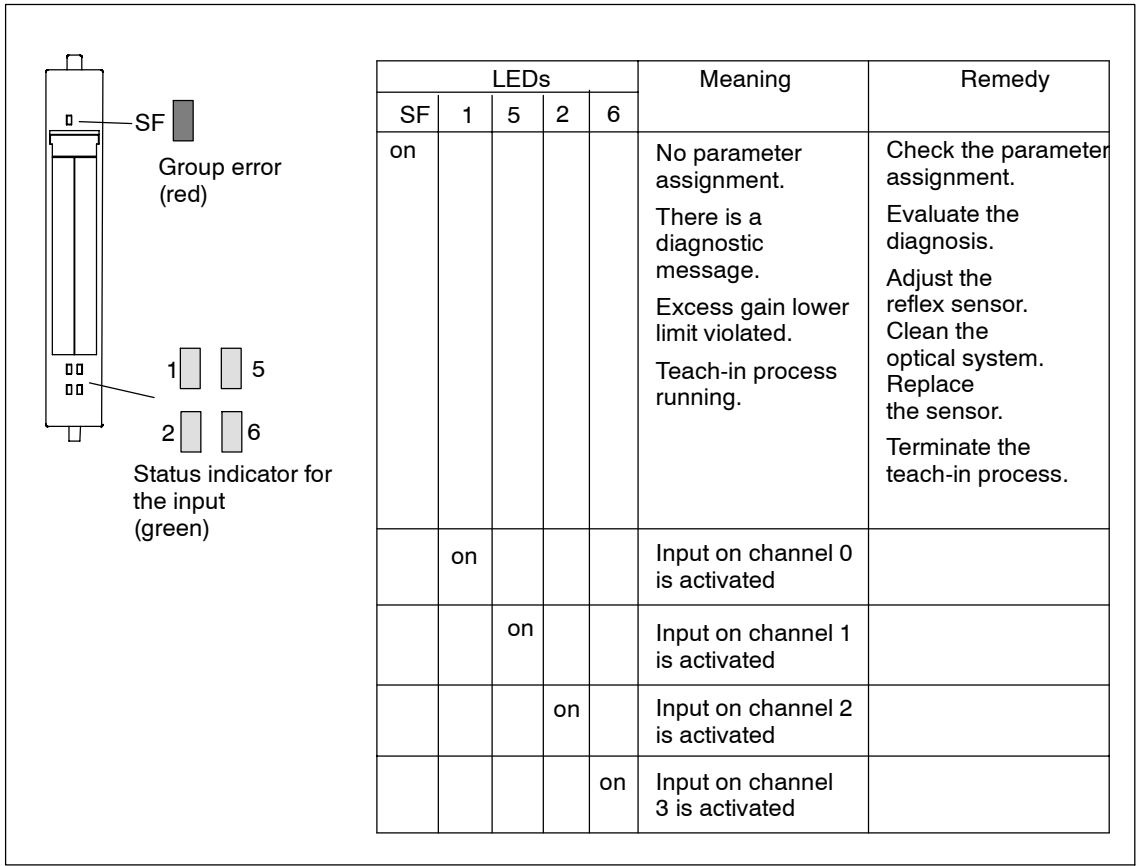 SF
Group error
(red)
1
5
2
6
Status indicator for
the input
(green)
LEDs
Meaning
Remedy
SF 1 5 2 6
on
No parameter
assignment.
There is a
diagnostic
message.
Excess gain lower
limit violated.
Teach-in process
running.
Check the parameter
assignment.
Evaluate the
diagnosis.
Adjust the
reflex sensor.
Clean the
optical system.
Replace
the sensor.
Terminate the
teach-in process.
on
Input on channel 0
is activated
on
Input on channel 1
is activated
on
Input on channel 2
is activated
on
Input on channel
3 is activated